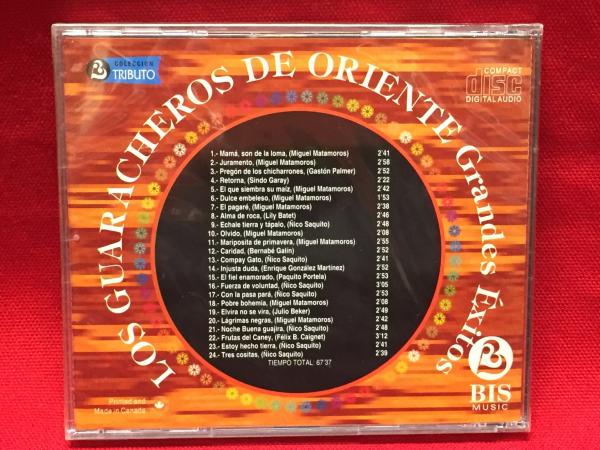 COLECCION
TRIBUTO
LOS GUARACHEROS DE ORIENTE Grandes Éxitos
COMPACT
disc
DIGITAL AUDIO
1.- Mamá, son de la loma, (Miguel Matamoros) 2'41
2.- Juramento, (Miguel Matamoros) 2'58
3.- Pregón de los chicharrones, (Gastón Palmer) 2'52
4.- Retorna, (Sindo Garay) 2'22
5.- El que siembra su maíz, (Miguel Matamoros) 2'42
6.- Dulce embeleso, (Miguel Matamoros) 1'53
7.- El pagaré, (Miguel Matamoros) 2'38
8.- Alma de roca, (Lily Batet) 2'46
9.- Echale tierra y tápalo, (Ñico Saquito) 2'48
10.- Olvido, (Miguel Matamoros) 2'08
11.- Mariposita de primavera, (Miguel Matamoros) 2'55
12.- Caridad, (Bernabé Galín) 2'52
13.- Compay Gato, (Ñico Saquito) 2'41
14.- Injusta duda, (Enrique González Martínez) 2'52
15.- El fiel enamorado, (Paquito Portela) 2'53
16.- Fuerza de voluntad, (Ñico Saquito) 3'05
17.- Con la pasa pará, (Ñico Saquito) 2'53
18.- Pobre bohemia, (Miguel Matamoros) 2'08
19.- Elvira no se vira, (Julio Beker) 2'49
20.- Lágrimas negras, (Miguel Matamoros) 2'42
21.- Noche Buena guajira, (Ñico Saquito) 2'48
22.- Frutas del Caney, (Félix B. Caignet) 3'12
23.- Estoy hecho tierra, (Ñico Saquito) 2'41
24.- Tres cositas, (Ñico Saquito) 2'39
TIEMPO TOTAL: 67'37
Printed and
Made in Canada
BIS
MUSIC